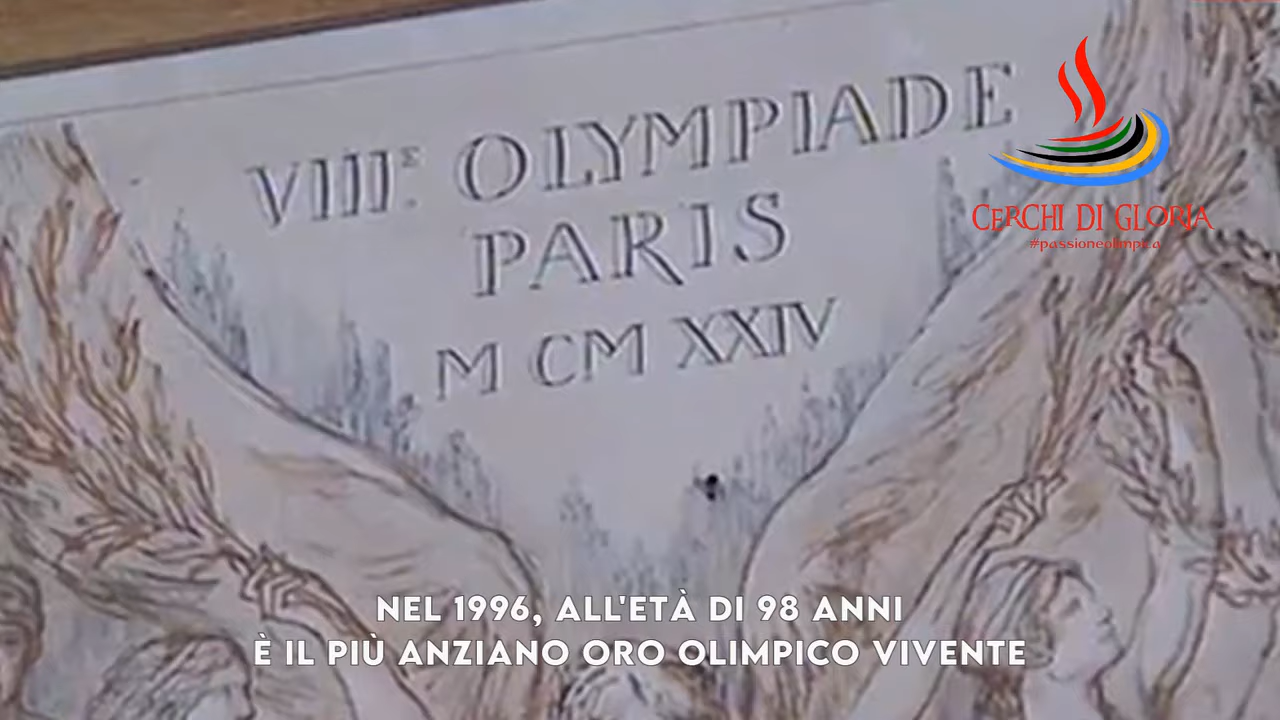 VIIIᴱ OLYMPIADE
PARIS
M CM XXIV
CERCHI DI GLORIA
#passioneolimpica
NEL 1996, ALL'ETÀ DI 98 ANNI
È IL PIÙ ANZIANO ORO OLIMPICO VIVENTE